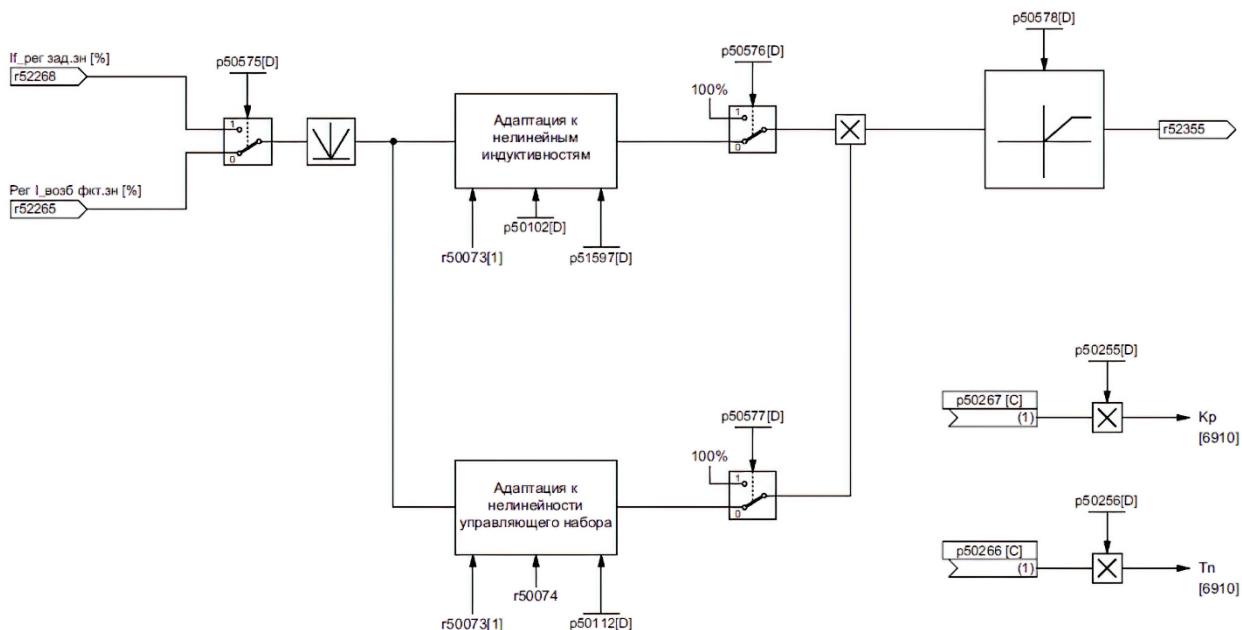 If_рег зад.зн [%]
r52268
p50575[D]
1
0
Рег I_возб фкт.зн [%]
r52265
Адаптация к
нелинейным
индуктивностям
r50073[1]
p50102[D]
p51597[D]
p50576[D]
100%
1
0
p50578[D]
r52355
Адаптация к
нелинейности
управляющего набора
r50073[1]
r50074
p50112[D]
p50577[D]
100%
1
0
p50255[D]
p50267 [C]
(1)
Kp
[6910]
p50256[D]
p50266 [C]
(1)
Tn
[6910]